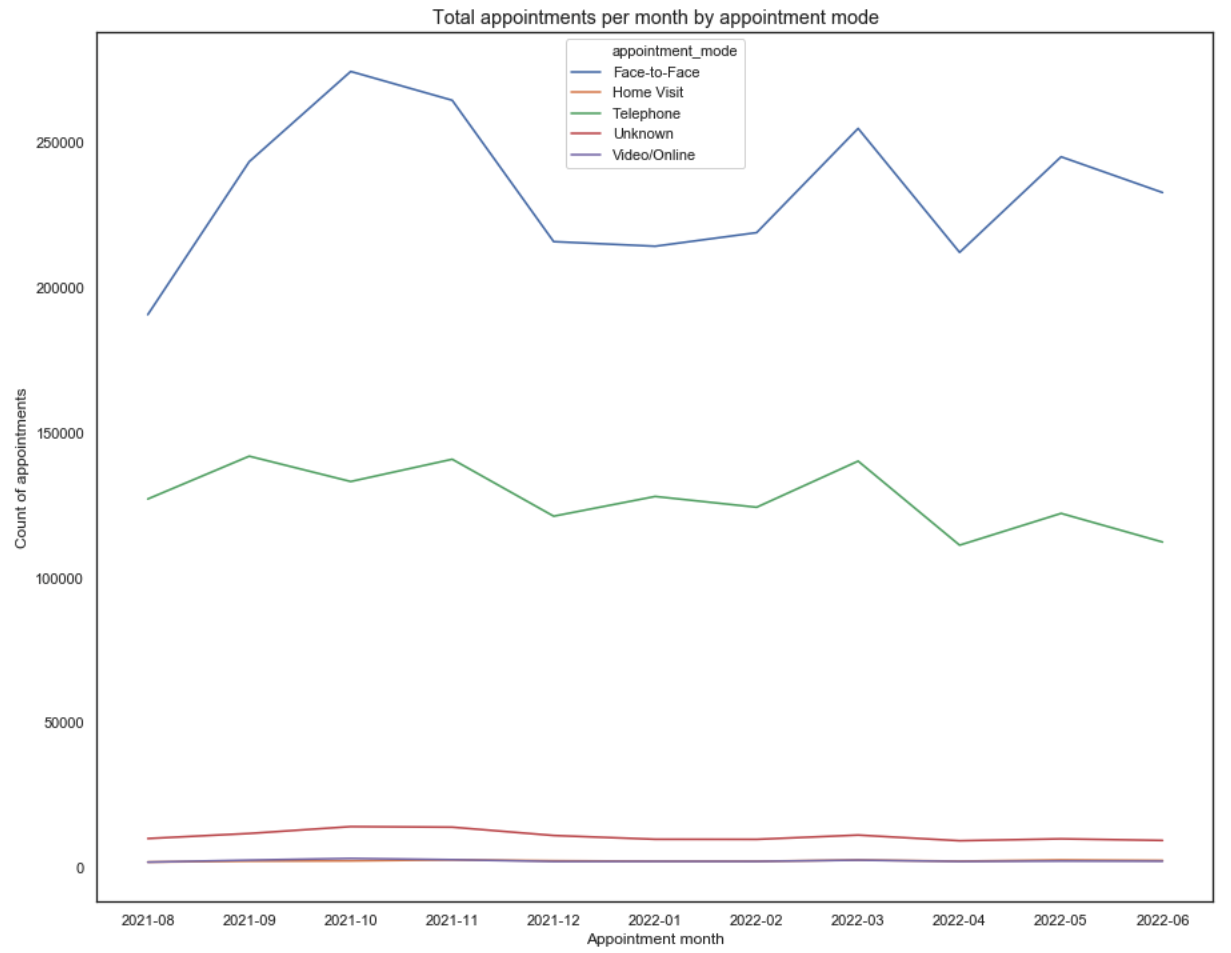 Total appointments per month by appointment mode
appointment_mode
Face-to-Face
Home Visit
Telephone
Unknown
Video/Online
250000
200000
150000
100000
50000
0
Count of appointments
2021-08 2021-09 2021-10 2021-11 2021-12 2022-01 2022-02 2022-03 2022-04 2022-05 2022-06
Appointment month